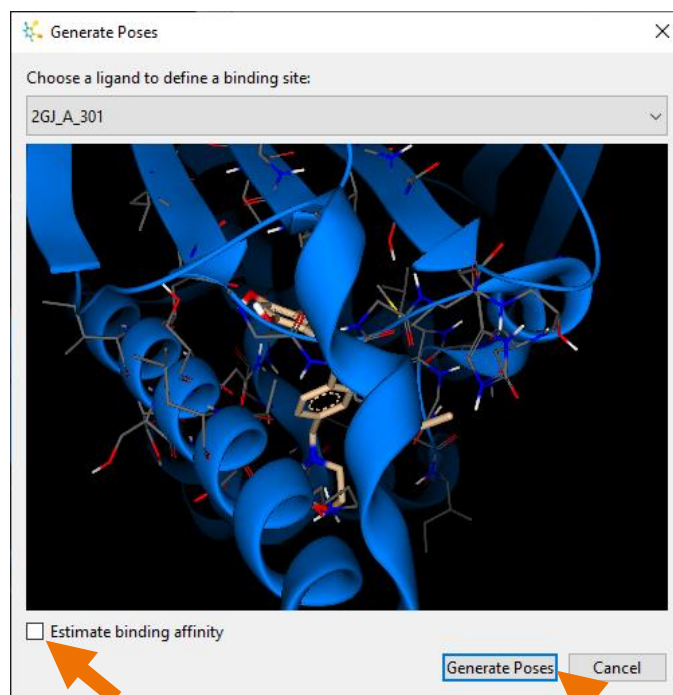 Generate Poses
Choose a ligand to define a binding site:
2GJ_A_301
Estimate binding affinity
Generate Poses Cancel